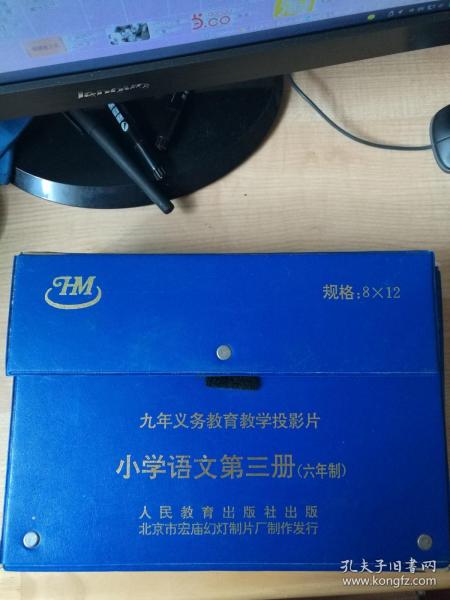 HM
规格:8×12
九年义务教育教学投影片
小学语文第三册(六年制)
人民教育出版社出版
北京市宏庙幻灯制片厂制作发行
孔夫子旧书网
www.kongfz.com